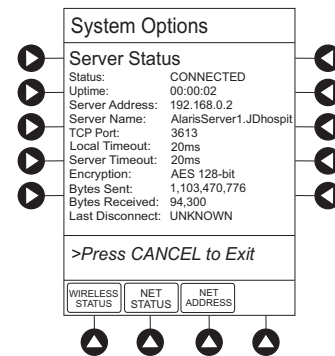 System Options
Server Status
Status: CONNECTED
Uptime: 00:00:02
Server Address: 192.168.0.2
Server Name: AlarisServer1.JDhospit
TCP Port: 3613
Local Timeout: 20ms
Server Timeout: 20ms
Encryption: AES 128-bit
Bytes Sent: 1,103,470,776
Bytes Received: 94,300
Last Disconnect: UNKNOWN
>Press CANCEL to Exit
WIRELESS STATUS
NET STATUS
NET ADDRESS